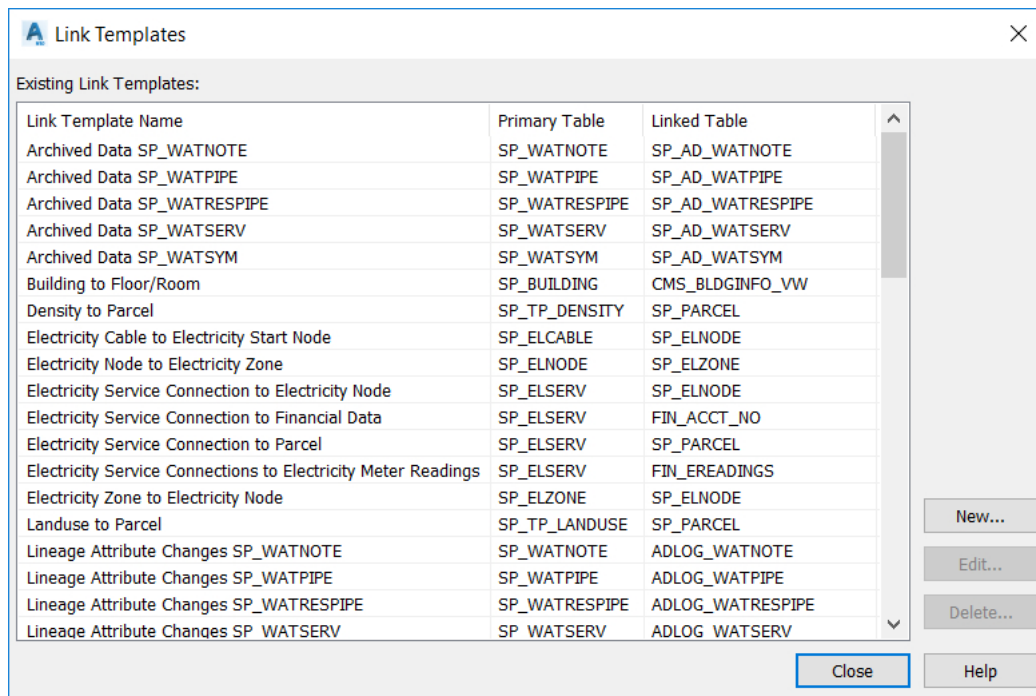 Link Templates
Existing Link Templates:
Link Template Name Primary Table Linked Table
Archived Data SP_WATNOTE SP_WATNOTE SP_AD_WATNOTE
Archived Data SP_WATPIPE SP_WATPIPE SP_AD_WATPIPE
Archived Data SP_WATRESPIPE SP_WATRESPIPE SP_AD_WATRESPIPE
Archived Data SP_WATSERV SP_WATSERV SP_AD_WATSERV
Archived Data SP_WATSYM SP_WATSYM SP_AD_WATSYM
Building to Floor/Room SP_BUILDING CMS_BLDGINFO_VW
Density to Parcel SP_TP_DENSITY SP_PARCEL
Electricity Cable to Electricity Start Node SP_ELCABLE SP_ELNODE
Electricity Node to Electricity Zone SP_ELNODE SP_ELZONE
Electricity Service Connection to Electricity Node SP_ELSERV SP_ELNODE
Electricity Service Connection to Financial Data SP_ELSERV FIN_ACCT_NO
Electricity Service Connection to Parcel SP_ELSERV SP_PARCEL
Electricity Service Connections to Electricity Meter Readings SP_ELSERV FIN_EREADINGS
Electricity Zone to Electricity Node SP_ELZONE SP_ELNODE
Landuse to Parcel SP_TP_LANDUSE SP_PARCEL
Lineage Attribute Changes SP_WATNOTE SP_WATNOTE ADLOG_WATNOTE
Lineage Attribute Changes SP_WATPIPE SP_WATPIPE ADLOG_WATPIPE
Lineage Attribute Changes SP_WATRESPIPE SP_WATRESPIPE ADLOG_WATRESPIPE
Lineage Attribute Changes SP_WATSERV SP_WATSERV ADLOG_WATSERV
New...
Edit...
Delete...
Close Help